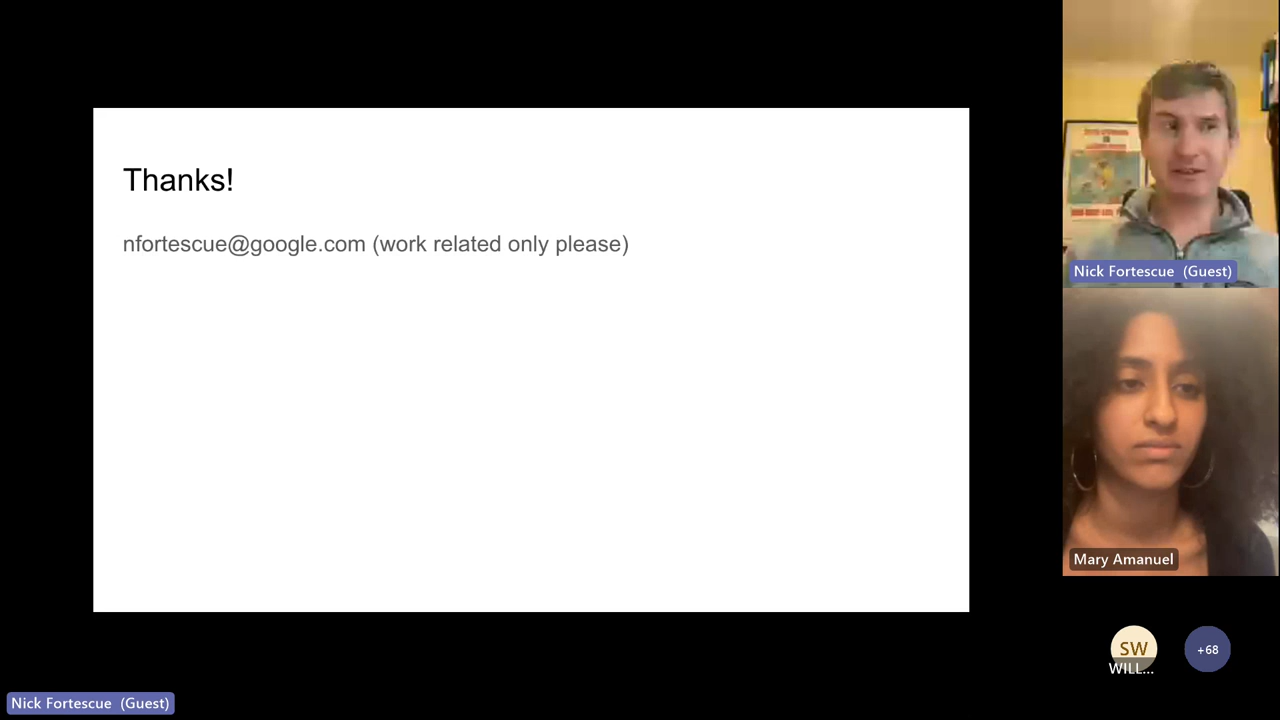 Thanks!
nfortescue@google.com (work related only please)
Nick Fortescue (Guest)
Mary Amanuel
SW
WILL...
+68
Nick Fortescue (Guest)